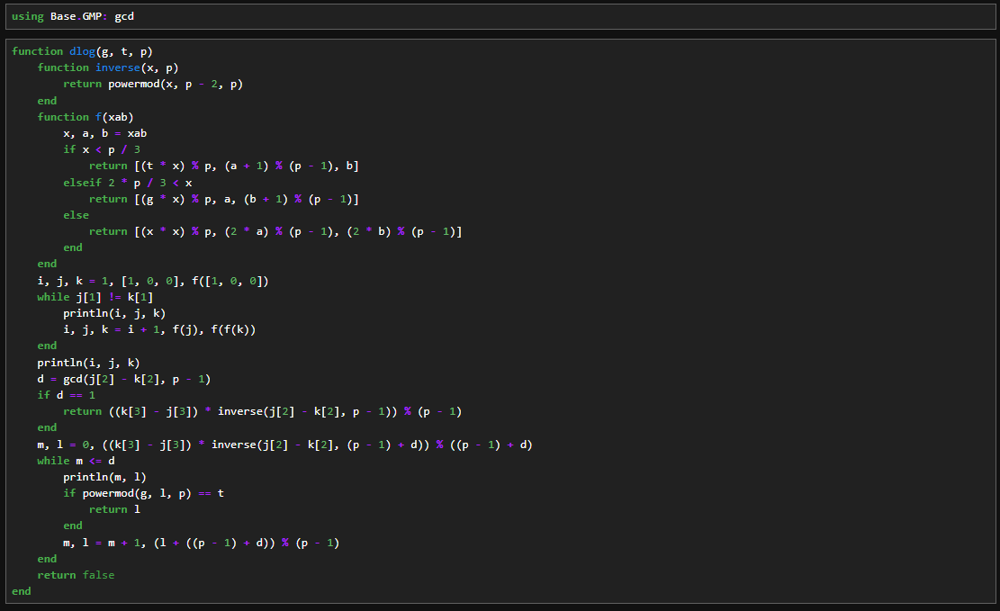 using Base.GMP: gcd
function dlog(g, t, p)
    function inverse(x, p)
        return powermod(x, p - 2, p)
    end
    function f(xab)
        x, a, b = xab
        if x < p / 3
            return [(t * x) % p, (a + 1) % (p - 1), b]
        elseif 2 * p / 3 < x
            return [(g * x) % p, a, (b + 1) % (p - 1)]
        else
            return [(x * x) % p, (2 * a) % (p - 1), (2 * b) % (p - 1)]
        end
    end
    i, j, k = 1, [1, 0, 0], f([1, 0, 0])
    while j[1] != k[1]
        println(i, j, k)
        i, j, k = i + 1, f(j), f(f(k))
    end
    println(i, j, k)
    d = gcd(j[2] - k[2], p - 1)
    if d == 1
        return ((k[3] - j[3]) * inverse(j[2] - k[2], p - 1)) % (p - 1)
    end
    m, l = 0, ((k[3] - j[3]) * inverse(j[2] - k[2], (p - 1) + d)) % ((p - 1) + d)
    while m <= d
        println(m, l)
        if powermod(g, l, p) == t
            return l
        end
        m, l = m + 1, (l + ((p - 1) + d)) % (p - 1)
    end
    return false
end